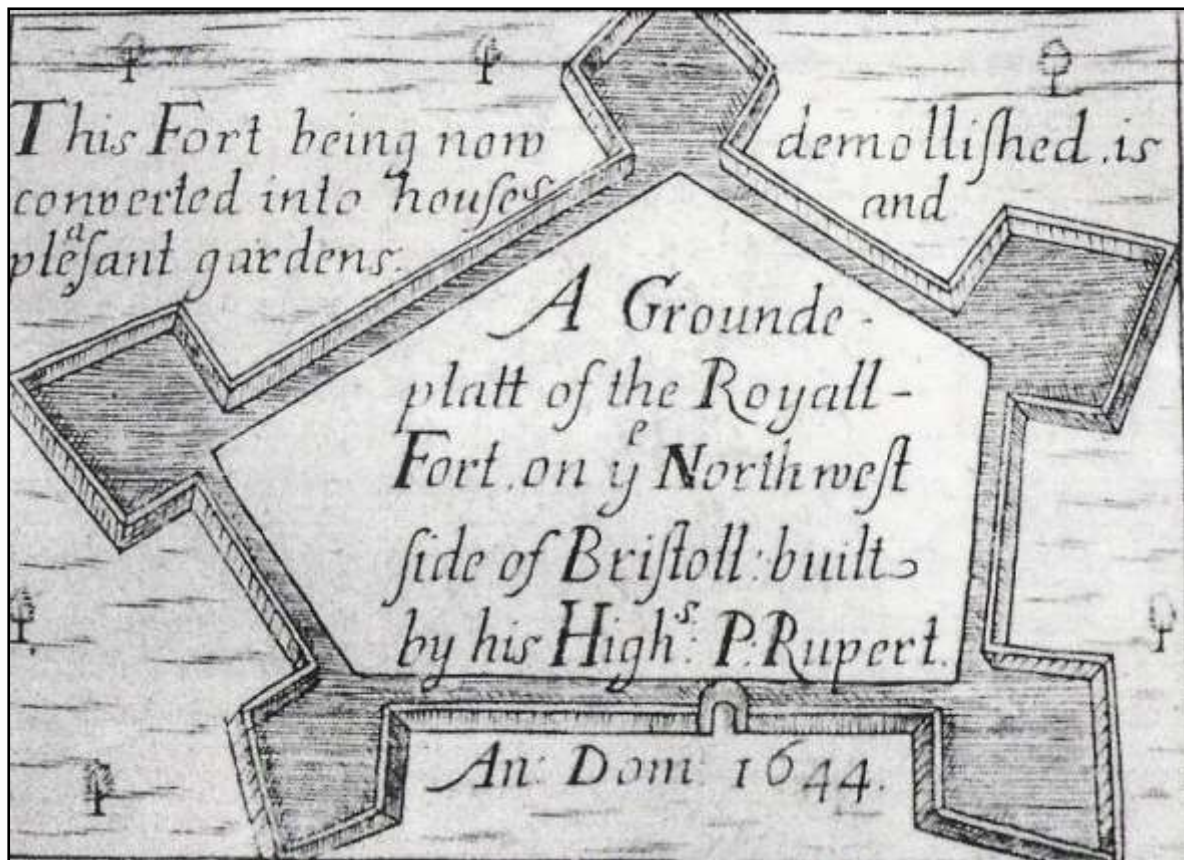 This Fort being now demolliſhed, is
converted into houſes and
pleaſant gardens.
A Grounde-
platt of the Royall-
Fort, on yᵉ Northweſt
ſide of Briſtoll: built
by his Highˢ: P: Rupert.
An: Dom: 1644.